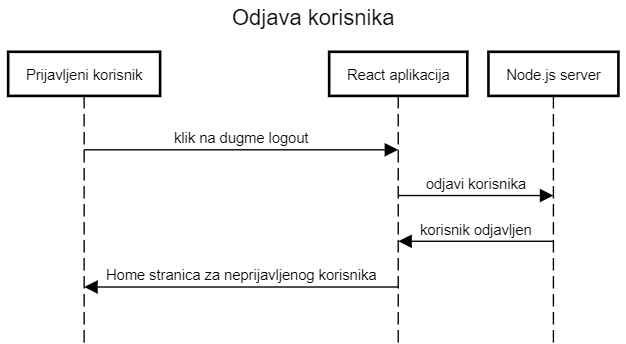 Odjava korisnika
Prijavljeni korisnik
React aplikacija
Node.js server
klik na dugme logout
odjavi korisnika
korisnik odjavljen
Home stranica za neprijavljenog korisnika